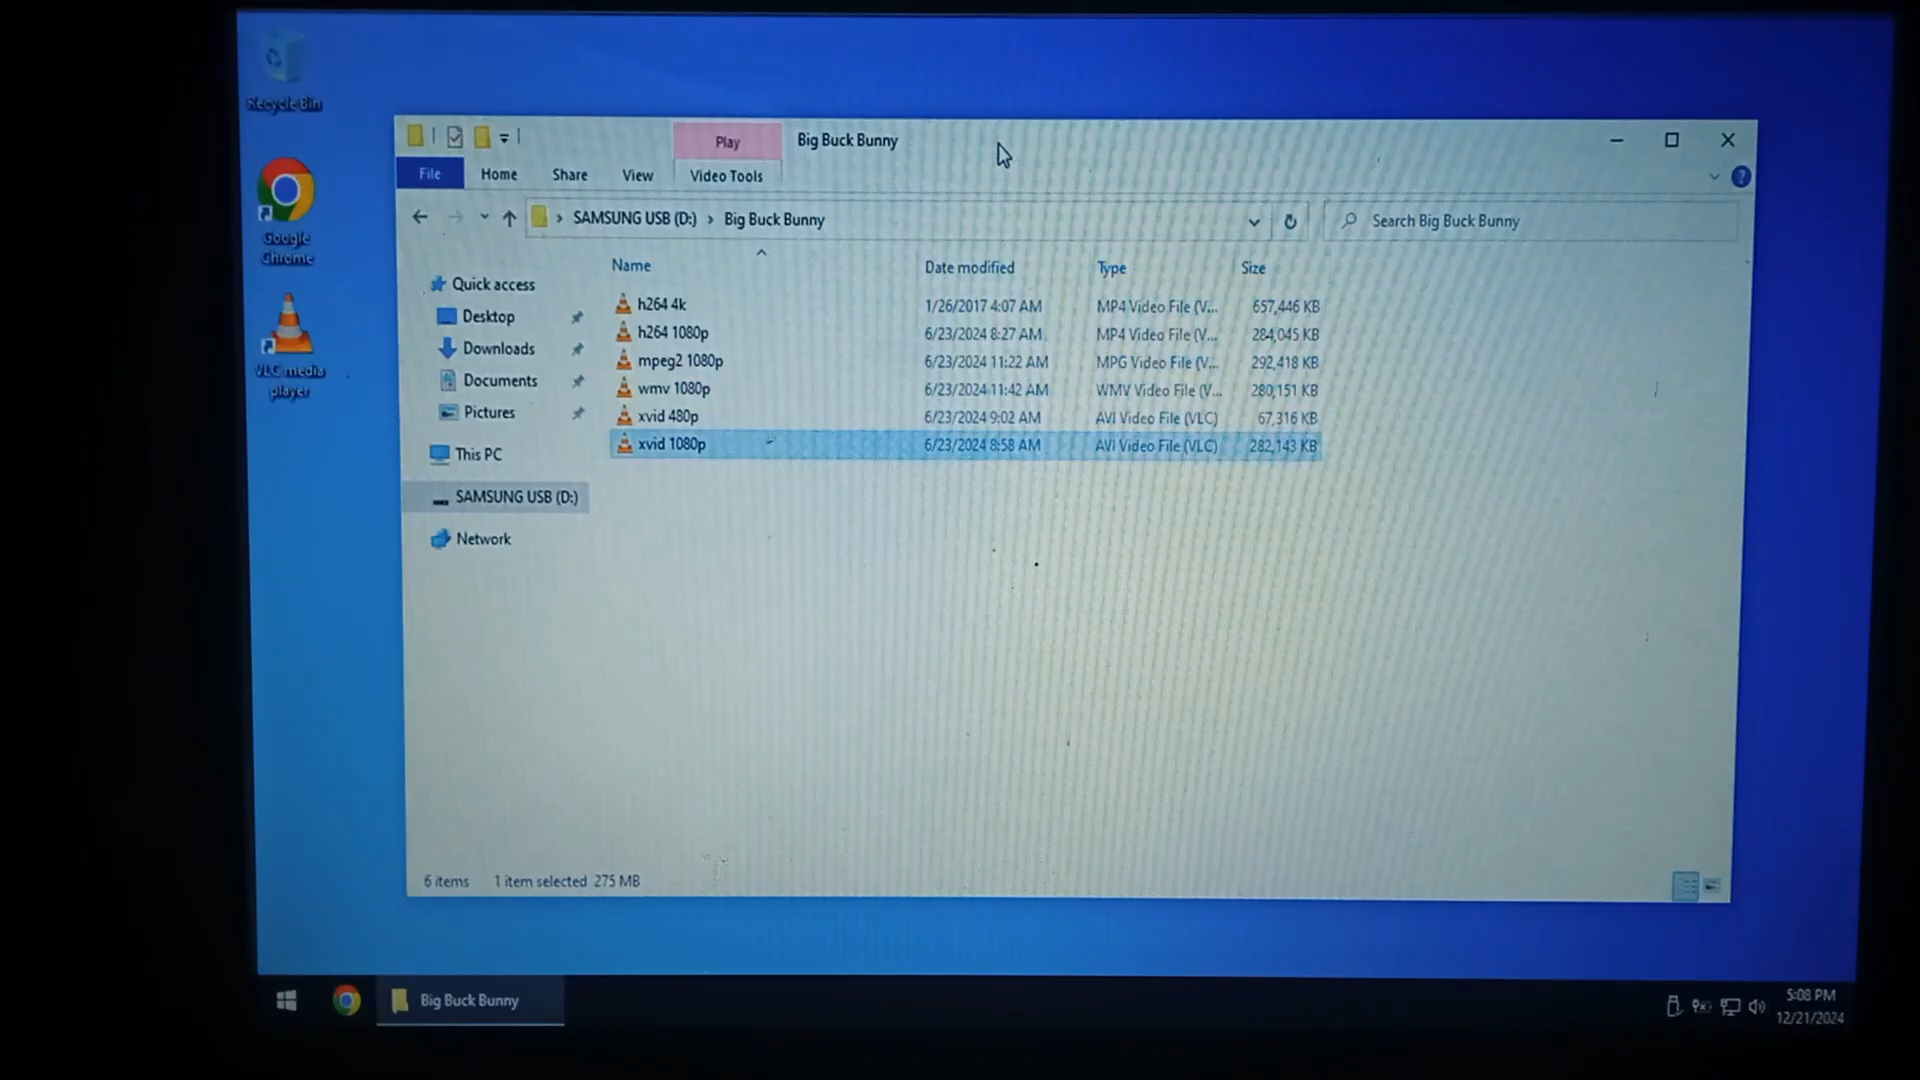 Recycle Bin
Google Chrome
VLC media player
Play
Big Buck Bunny
File
Home
Share
View
Video Tools
SAMSUNG USB (D:) > Big Buck Bunny
Search Big Buck Bunny
Name
Date modified
Type
Size
Quick access
Desktop
Downloads
Documents
Pictures
This PC
SAMSUNG USB (D:)
Network
h264 4k 1/26/2017 4:07 AM MP4 Video File (V... 657,446 KB
h264 1080p 6/23/2024 8:27 AM MP4 Video File (V... 284,045 KB
mpeg2 1080p 6/23/2024 11:22 AM MPG Video File (V... 292,418 KB
wmv 1080p 6/23/2024 11:42 AM WMV Video File (V... 280,151 KB
xvid 480p 6/23/2024 9:02 AM AVI Video File (VLC) 67,316 KB
xvid 1080p 6/23/2024 8:58 AM AVI Video File (VLC) 282,143 KB
6 items 1 item selected 275 MB
Big Buck Bunny
5:08 PM
12/21/2024